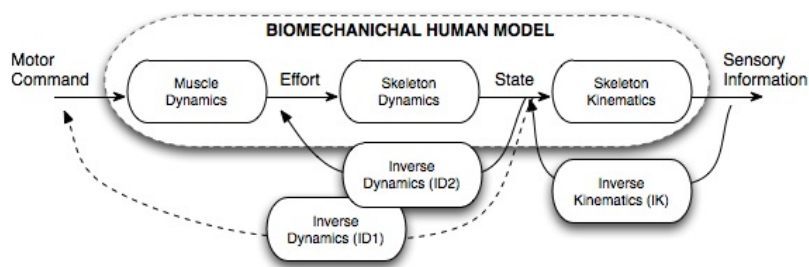 BIOMECHANICHAL HUMAN MODEL
Motor
Command
Muscle
Dynamics
Effort
Skeleton
Dynamics
State
Skeleton
Kinematics
Sensory
Information
Inverse
Dynamics (ID2)
Inverse
Kinematics (IK)
Inverse
Dynamics (ID1)